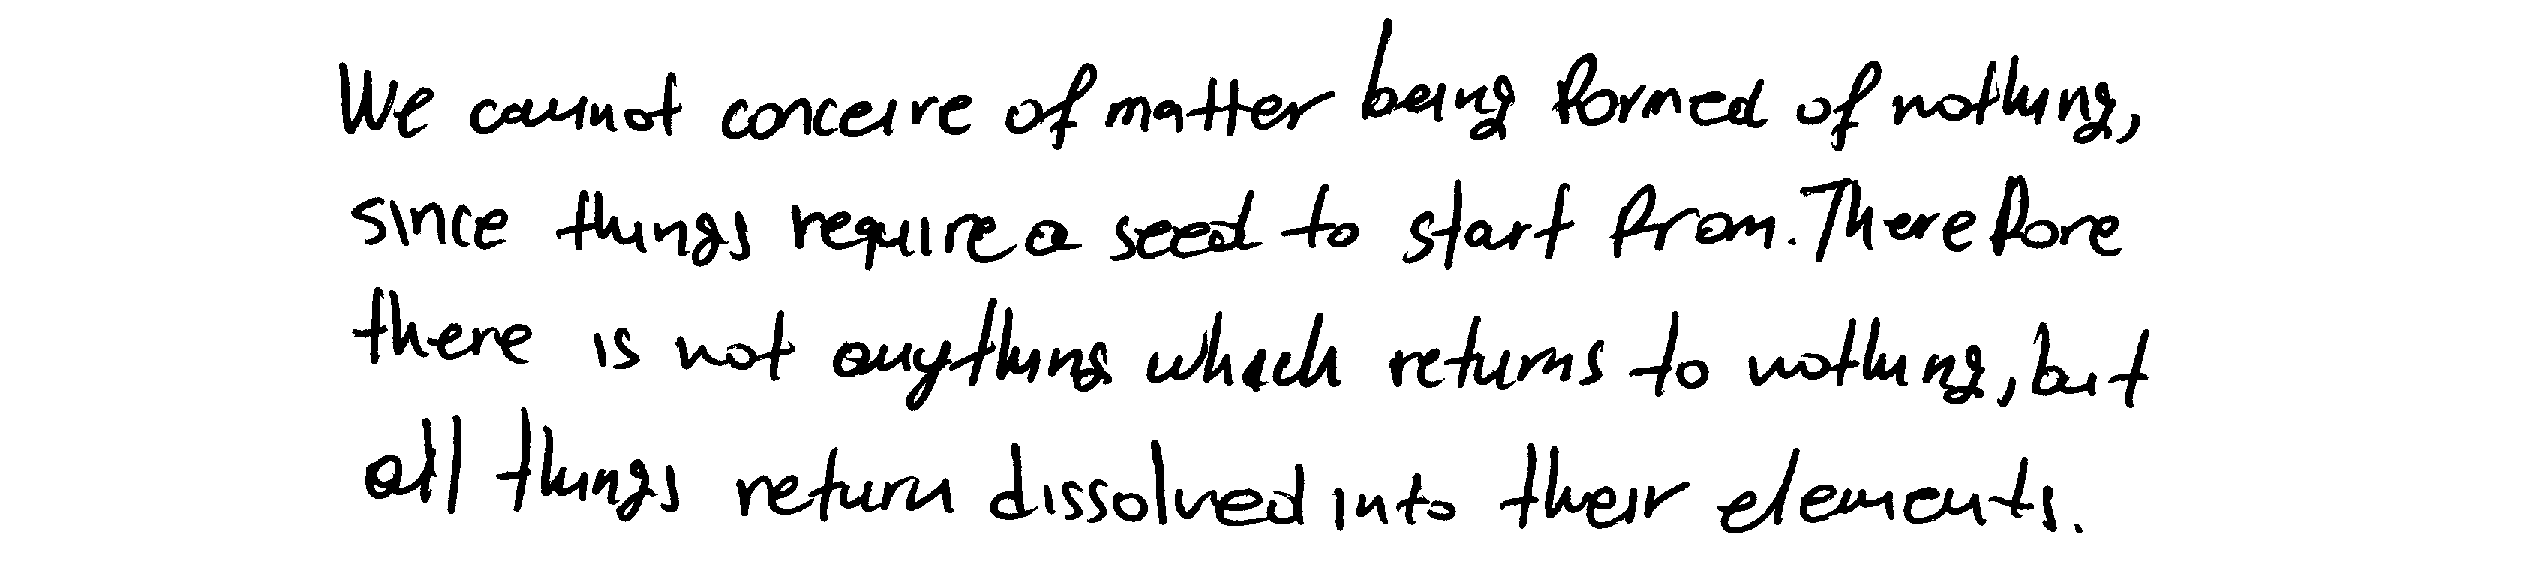 We cannot conceive of matter being formed of nothing,
since things require a seed to start from. Therefore
there is not anything which returns to nothing, but
all things return dissolved into their elements.